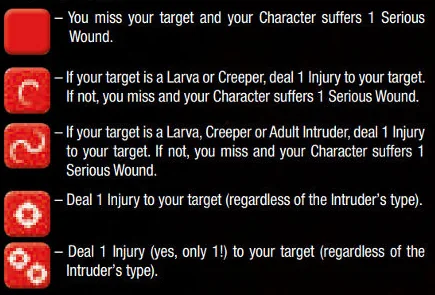 – You miss your target and your Character suffers 1 Serious
Wound.
– If your target is a Larva or Creeper, deal 1 Injury to your target.
If not, you miss and your Character suffers 1 Serious Wound.
– If your target is a Larva, Creeper or Adult Intruder, deal 1 Injury
to your target. If not, you miss and your Character suffers 1
Serious Wound.
– Deal 1 Injury to your target (regardless of the Intruder’s type).
– Deal 1 Injury (yes, only 1!) to your target (regardless of the
Intruder’s type).